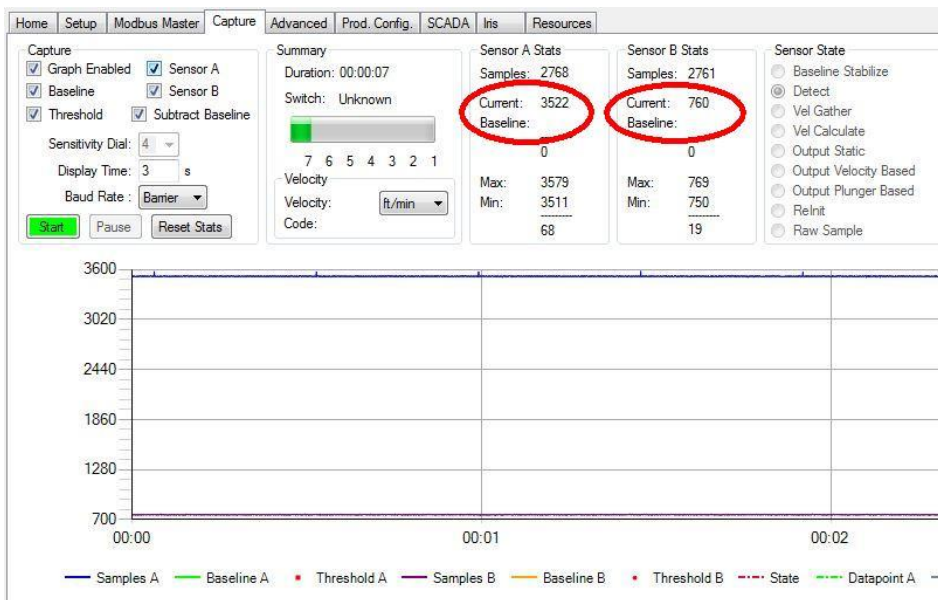 Home Setup Modbus Master Capture Advanced Prod. Config. SCADA Iris Resources
Capture
Graph Enabled Sensor A
Baseline Sensor B
Threshold Subtract Baseline
Sensitivity Dial: 4
Display Time: 3 s
Baud Rate : Barrier
Start Pause Reset Stats
Summary
Duration: 00:00:07
Switch: Unknown
7 6 5 4 3 2 1
Velocity
Velocity: ft/min
Code:
Sensor A Stats
Samples: 2768
Current: 3522
Baseline:
0
Max: 3579
Min: 3511
---------
68
Sensor B Stats
Samples: 2761
Current: 760
Baseline:
0
Max: 769
Min: 750
---------
19
Sensor State
Baseline Stabilize
Detect
Vel Gather
Vel Calculate
Output Static
Output Velocity Based
Output Plunger Based
ReInit
Raw Sample
3600
3020
2440
1860
1280
700
00:00 00:01 00:02
Samples A Baseline A Threshold A Samples B Baseline B Threshold B State Datapoint A